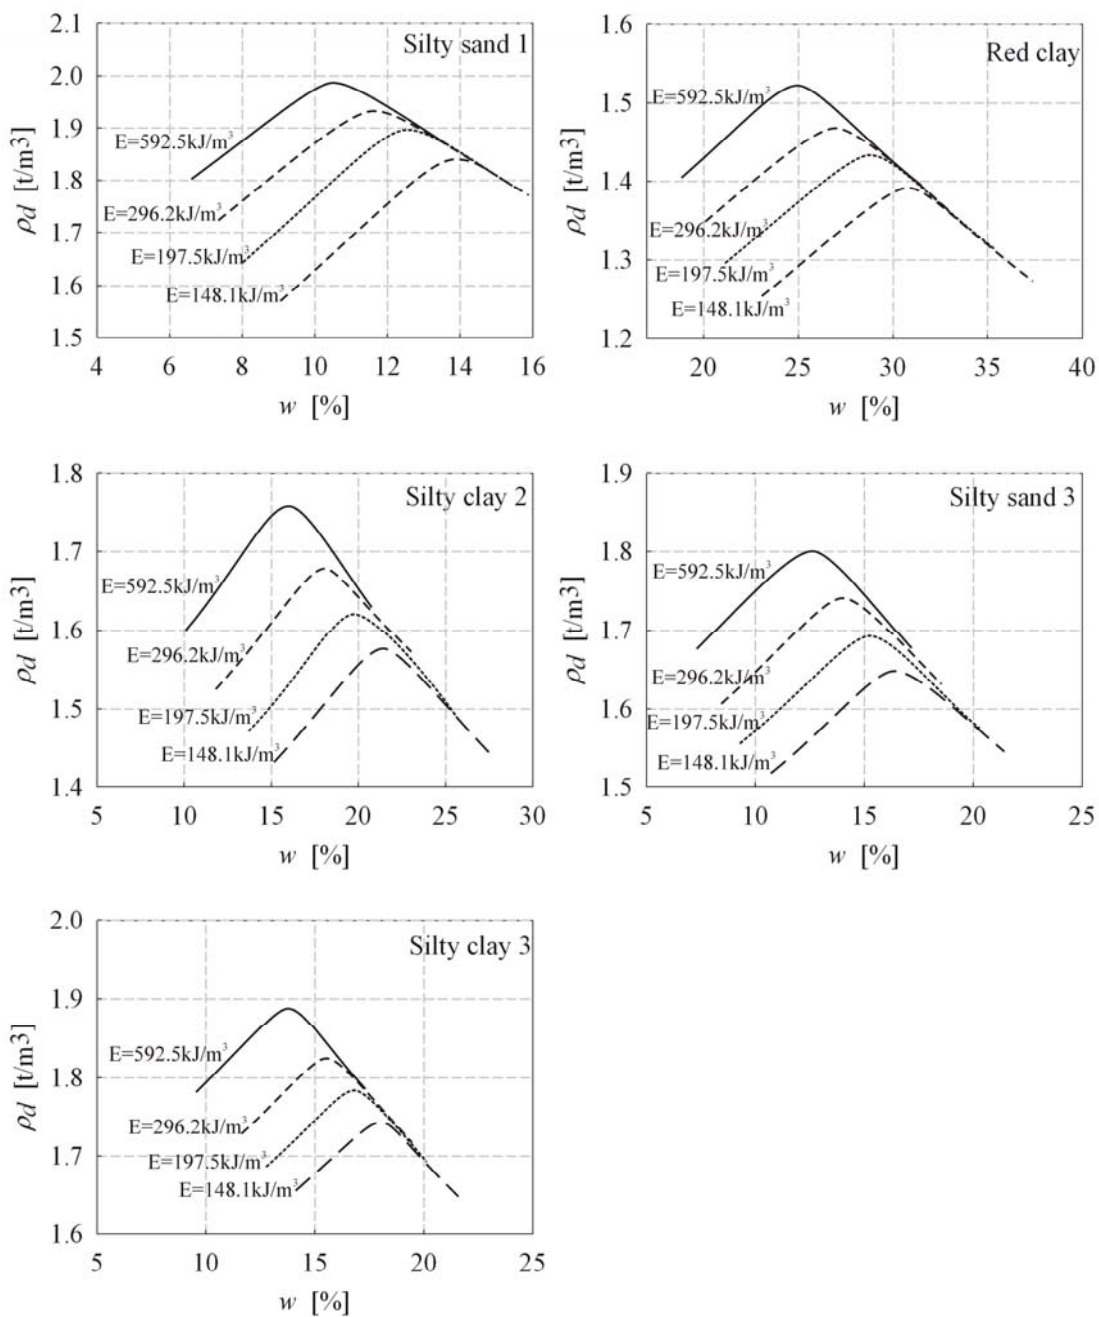 2.1
Silty sand 1
2.0
1.9
E=592.5kJ/m³
1.8
E=296.2kJ/m³
1.7
E=197.5kJ/m³
1.6
E=148.1kJ/m³
1.5
4 6 8 10 12 14 16
ρd [t/m3]
w [%]
1.6
Red clay
1.5
E=592.5kJ/m³
1.4
E=296.2kJ/m³
1.3
E=197.5kJ/m³
E=148.1kJ/m³
1.2
20 25 30 35 40
ρd [t/m3]
w [%]
1.8
Silty clay 2
1.7
E=592.5kJ/m³
1.6
E=296.2kJ/m³
1.5
E=197.5kJ/m³
E=148.1kJ/m³
1.4
5 10 15 20 25 30
ρd [t/m3]
w [%]
1.9
Silty sand 3
1.8
E=592.5kJ/m³
1.7
E=296.2kJ/m³
1.6
E=197.5kJ/m³
E=148.1kJ/m³
1.5
5 10 15 20 25
ρd [t/m3]
w [%]
2.0
Silty clay 3
1.9
E=592.5kJ/m³
1.8
E=296.2kJ/m³
1.7
E=197.5kJ/m³
E=148.1kJ/m³
1.6
5 10 15 20 25
ρd [t/m3]
w [%]